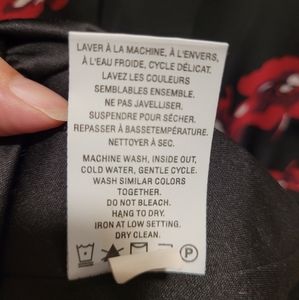 LAVER À LA MACHINE, À L'ENVERS,
À L'EAU FROIDE, CYCLE DÉLICAT.
LAVEZ LES COULEURS
SEMBLABLES ENSEMBLE.
NE PAS JAVELLISER.
SUSPENDRE POUR SÉCHER.
REPASSER À BASSETEMPÉRATURE.
NETTOYER À SEC.
MACHINE WASH, INSIDE OUT,
COLD WATER, GENTLE CYCLE.
WASH SIMILAR COLORS
TOGETHER.
DO NOT BLEACH.
HANG TO DRY.
IRON AT LOW SETTING.
DRY CLEAN.
P